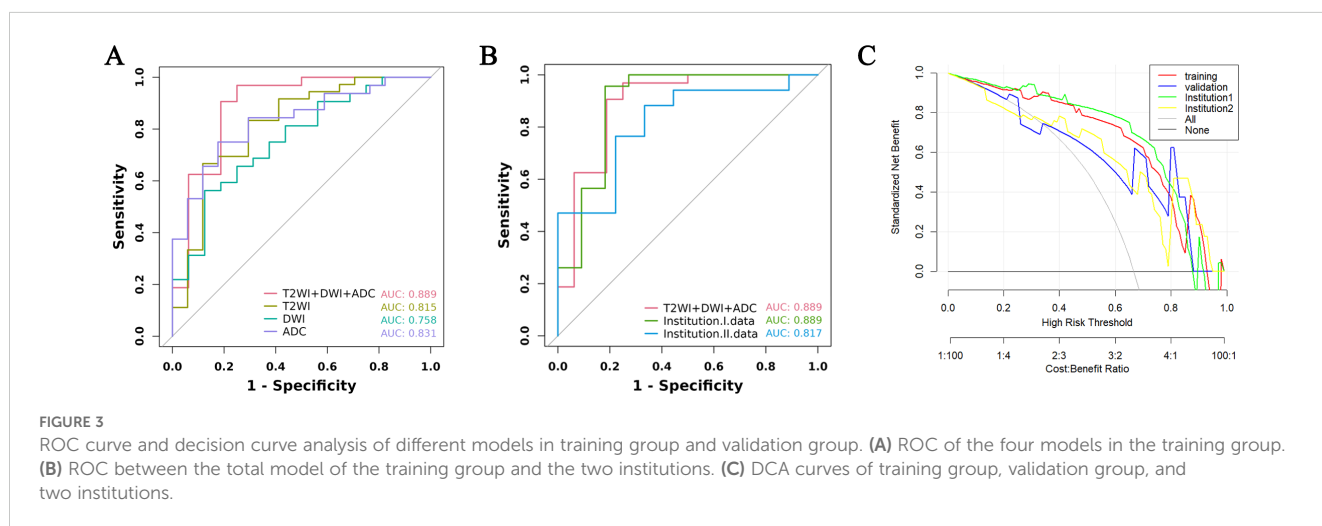 A
Sensitivity
0.0
0.2
0.4
0.6
0.8
1.0
T2WI+DWI+ADC AUC: 0.889
T2WI AUC: 0.815
DWI AUC: 0.758
ADC AUC: 0.831
0.0 0.2 0.4 0.6 0.8 1.0
1 - Specificity
B
Sensitivity
0.0
0.2
0.4
0.6
0.8
1.0
T2WI+DWI+ADC AUC: 0.889
Institution.I.data AUC: 0.889
Institution.II.data AUC: 0.817
0.0 0.2 0.4 0.6 0.8 1.0
1 - Specificity
C
Standardized Net Benefit
1.0
0.8
0.6
0.4
0.2
0.0
training
validation
Institution1
Institution2
All
None
0.0 0.2 0.4 0.6 0.8 1.0
High Risk Threshold
1:100 1:4 2:3 3:2 4:1 100:1
Cost:Benefit Ratio
FIGURE 3
ROC curve and decision curve analysis of different models in training group and validation group. (A) ROC of the four models in the training group.
(B) ROC between the total model of the training group and the two institutions. (C) DCA curves of training group, validation group, and
two institutions.